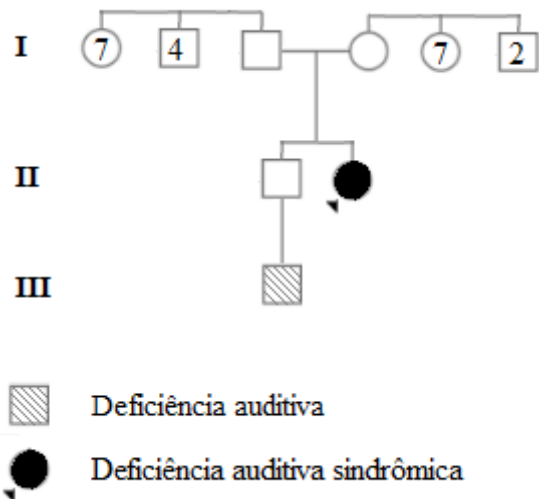 I 7 4 7 2
II
III
Deficiência auditiva
Deficiência auditiva sindrômica